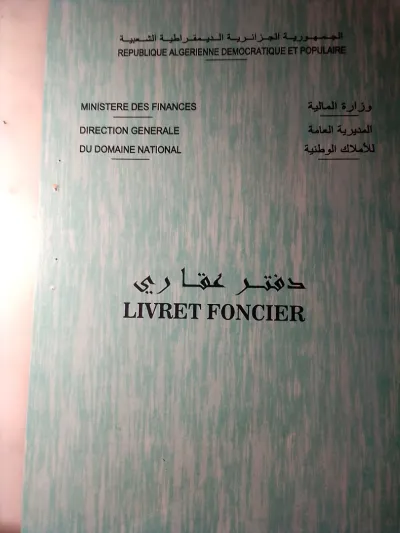 الجمهورية الجزائرية الديمقراطية الشعبية
REPUBLIQUE ALGERIENNE DEMOCRATIQUE ET POPULAIRE
MINISTERE DES FINANCES
وزارة المالية
DIRECTION GENERALE
المديرية العامة
DU DOMAINE NATIONAL
للأملاك الوطنية
دفتر عقاري
LIVRET FONCIER